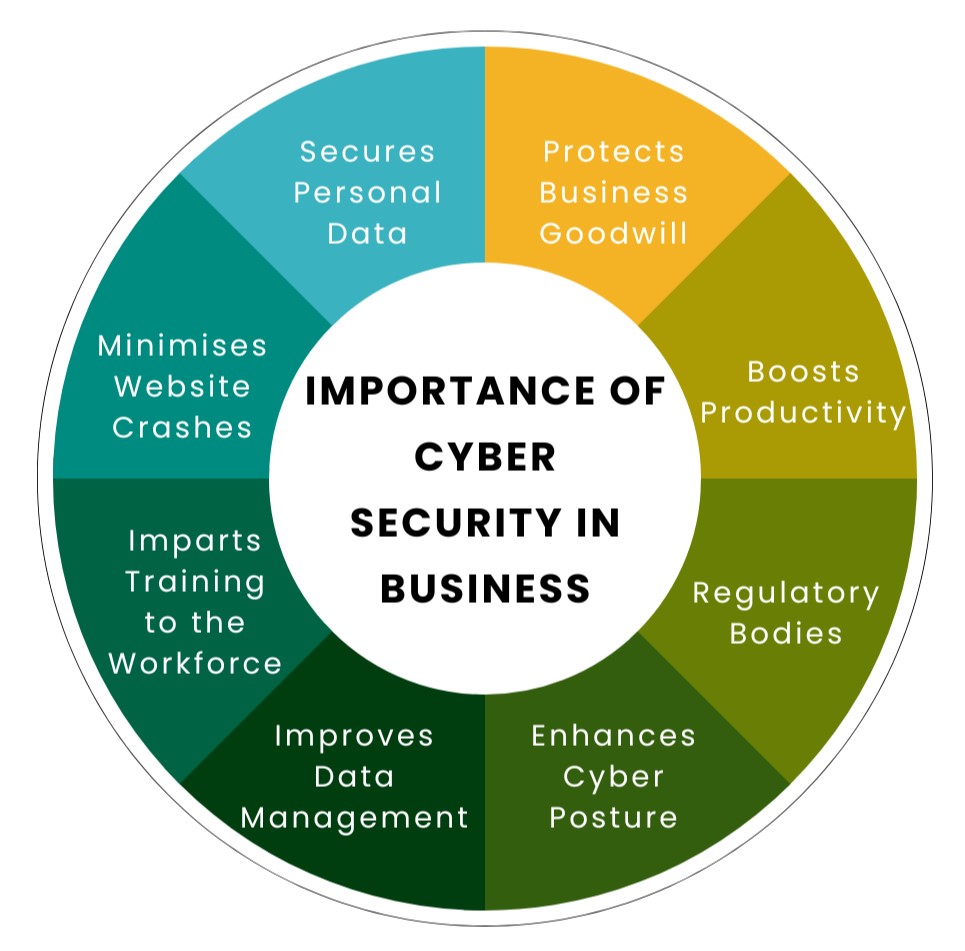 IMPORTANCE OF
CYBER
SECURITY IN
BUSINESS
Protects
Business
Goodwill
Boosts
Productivity
Regulatory
Bodies
Enhances
Cyber
Posture
Improves
Data
Management
Imparts
Training
to the
Workforce
Minimises
Website
Crashes
Secures
Personal
Data